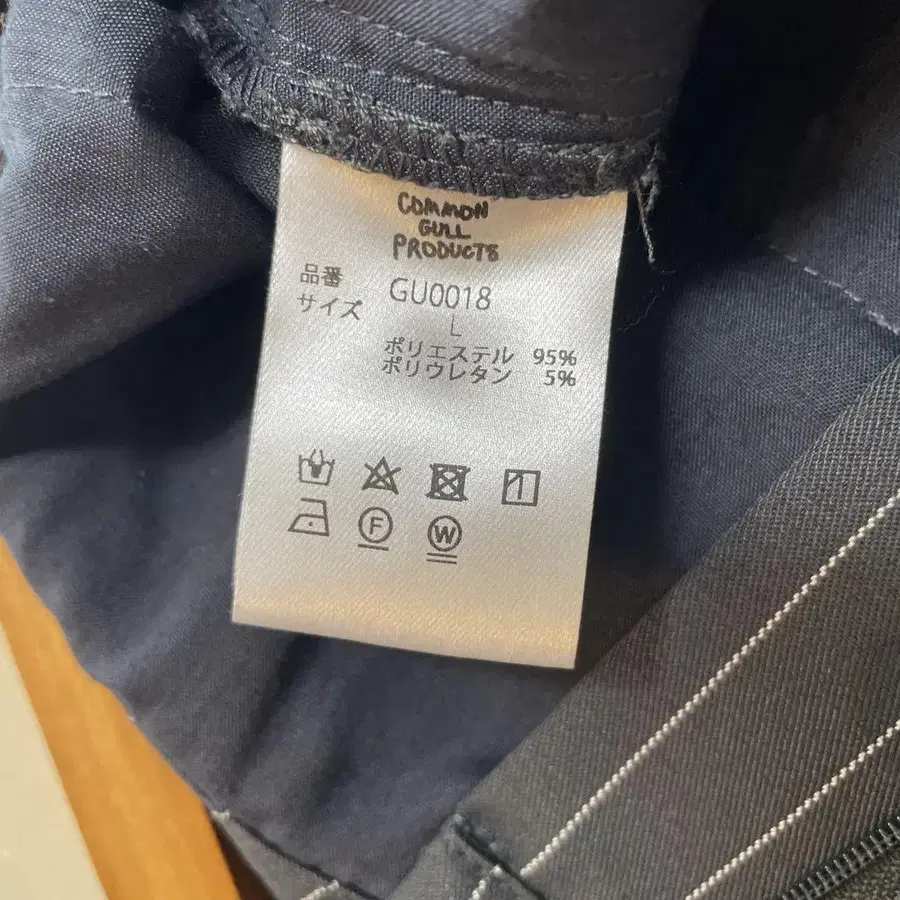 COMMON
GULL
PRODUCTS
品番 GU0018
サイズ L
ポリエステル 95%
ポリウレタン 5%
F
W